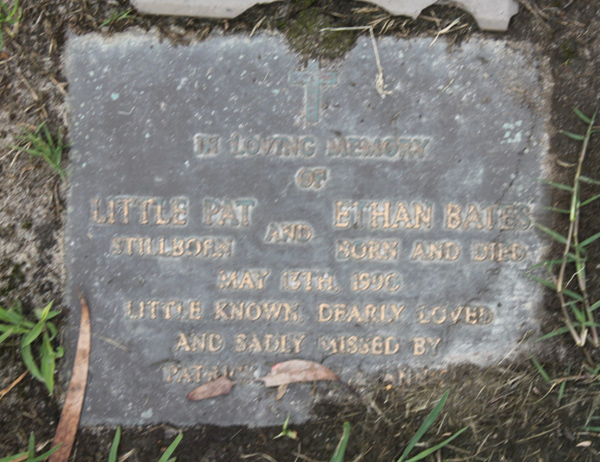 IN LOVING MEMORY
OF
LITTLE PAT AND ETHAN BATES
STILLBORN BORN AND DIED
MAY 13TH, 1990
LITTLE KNOWN, DEARLY LOVED
AND SADLY MISSED BY
PATRICK